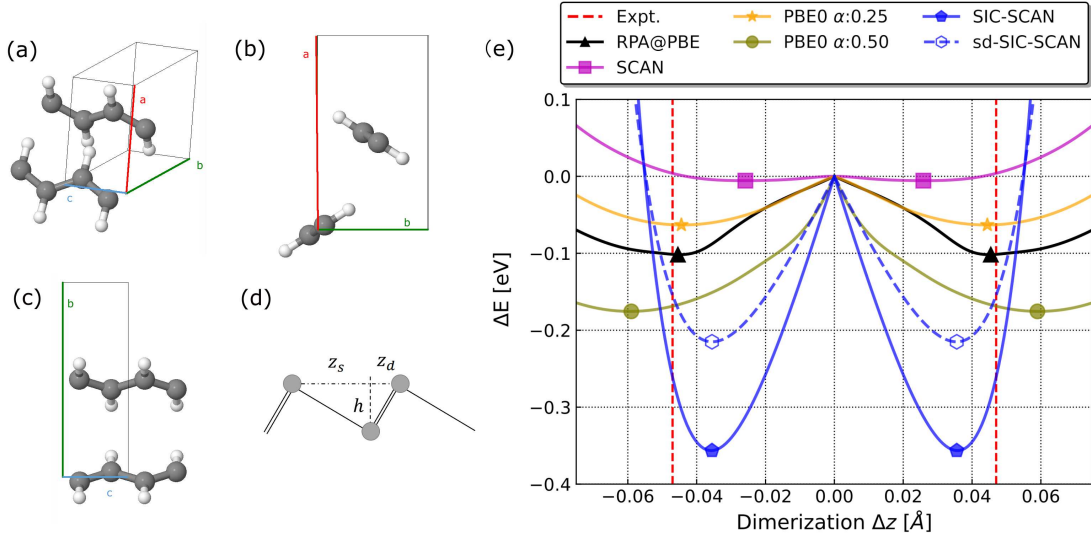 (a)
a
b
c
(b)
a
b
(c)
b
c
(d)
z_s
z_d
h
(e)
Expt.
RPA@PBE
SCAN
PBE0 α:0.25
PBE0 α:0.50
SIC-SCAN
sd-SIC-SCAN
ΔE [eV]
0.1
0.0
−0.1
−0.2
−0.3
−0.4
−0.06 −0.04 −0.02 0.00 0.02 0.04 0.06
Dimerization Δz [Å]